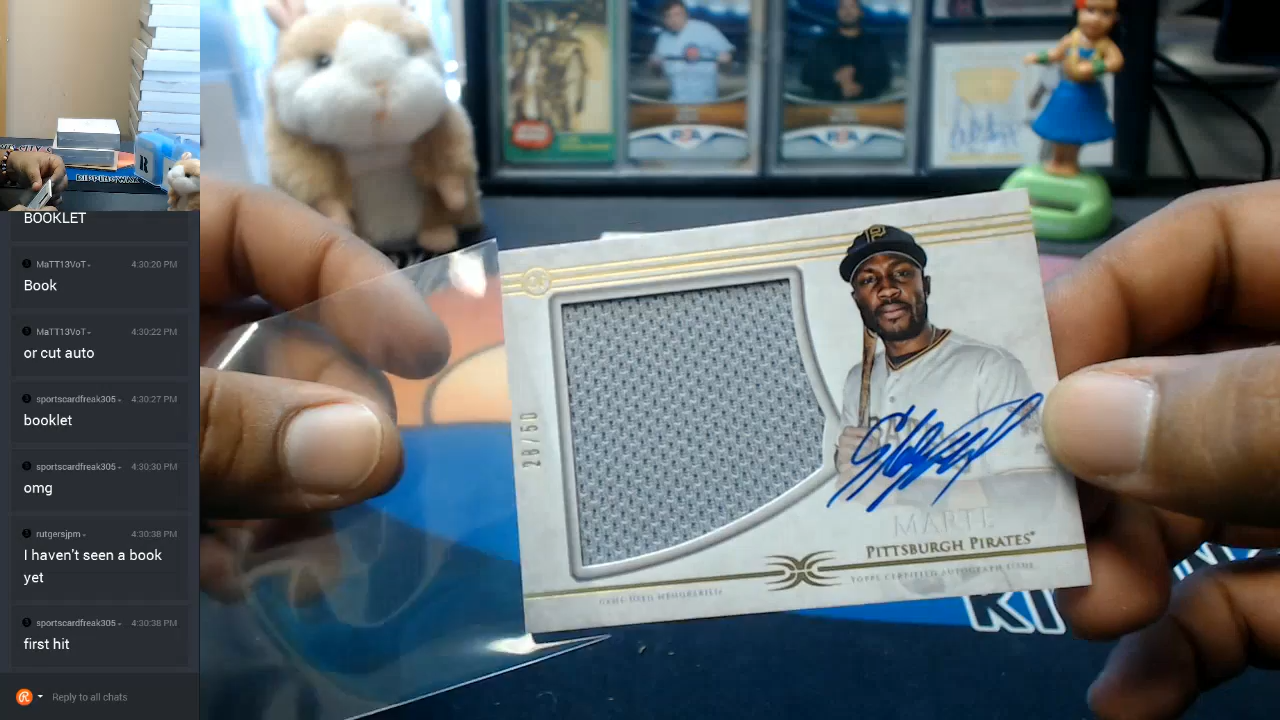 BOOKLET
MaTT13VoT
4:30:20 PM
Book
MaTT13VoT
4:30:22 PM
or cut auto
sportscardfreak305
4:30:27 PM
booklet
sportscardfreak305
4:30:30 PM
omg
rutgersjpm
4:30:38 PM
I haven't seen a book
yet
sportscardfreak305
4:30:38 PM
first hit
Reply to all chats
28/50
MARTE
PITTSBURGH PIRATES®
TOPPS CERTIFIED AUTOGRAPH ISSUE
GAME-USED MEMORABILIA